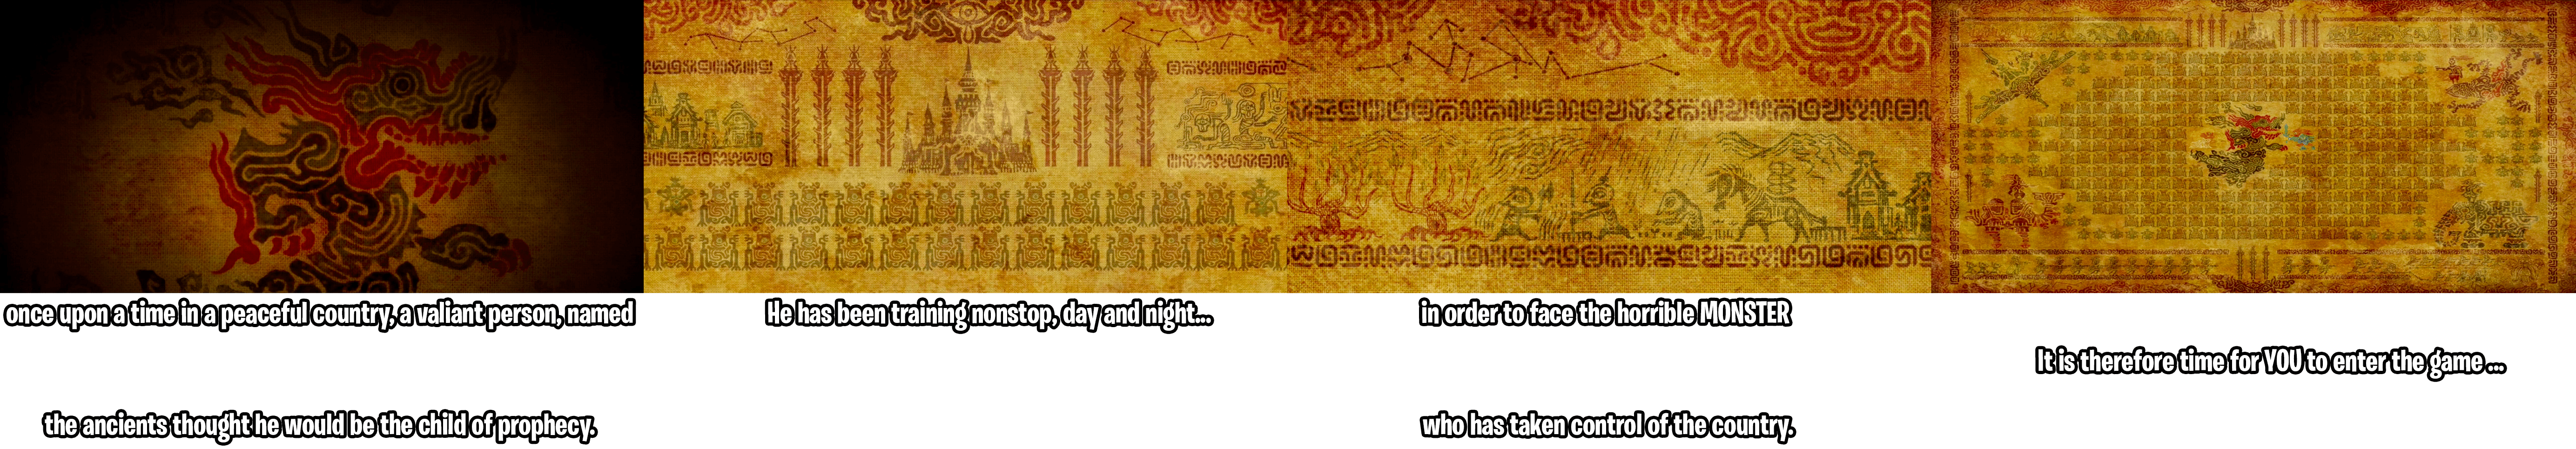 once upon a time in a peaceful country, a valiant person, named
the ancients thought he would be the child of prophecy.
He has been training nonstop, day and night...
in order to face the horrible MONSTER
who has taken control of the country.
It is therefore time for YOU to enter the game ...